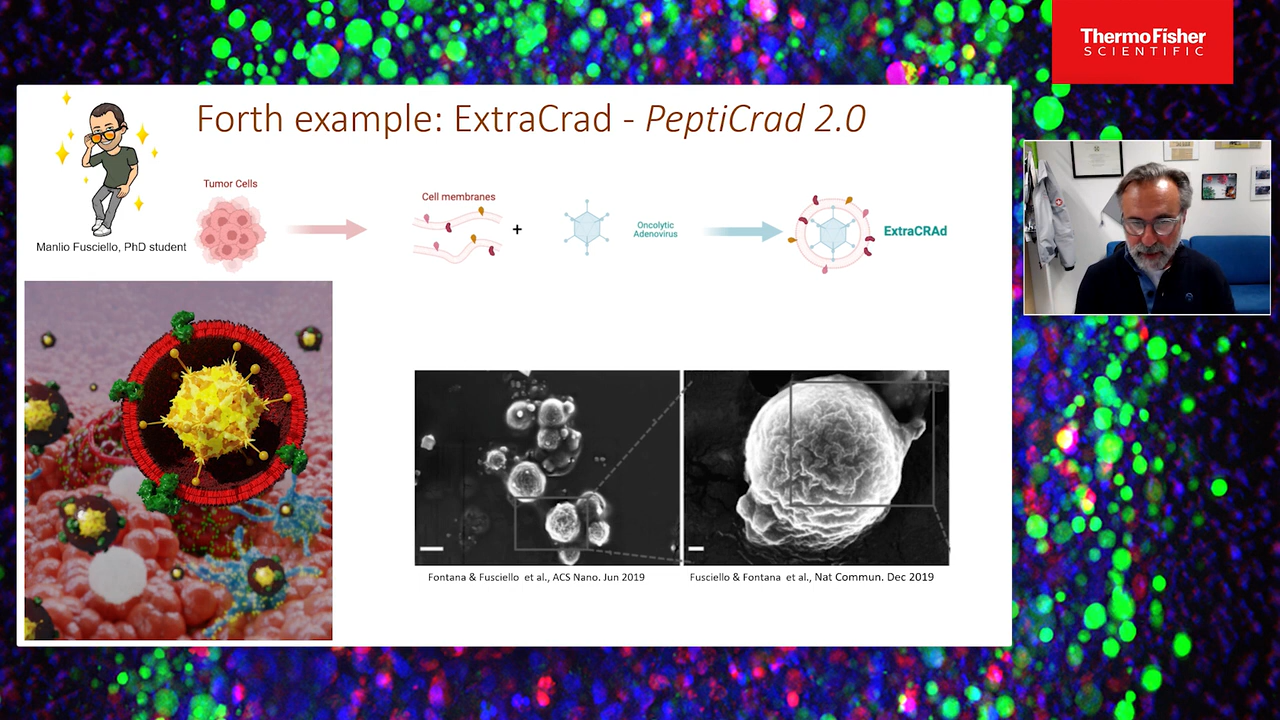 ThermoFisher
SCIENTIFIC
Forth example: ExtraCrad - PeptiCrad 2.0
Manlio Fusciello, PhD student
Tumor Cells
Cell membranes
+
Oncolytic
Adenovirus
ExtraCRAd
Fontana & Fusciello et al., ACS Nano. Jun 2019
Fusciello & Fontana et al., Nat Commun. Dec 2019